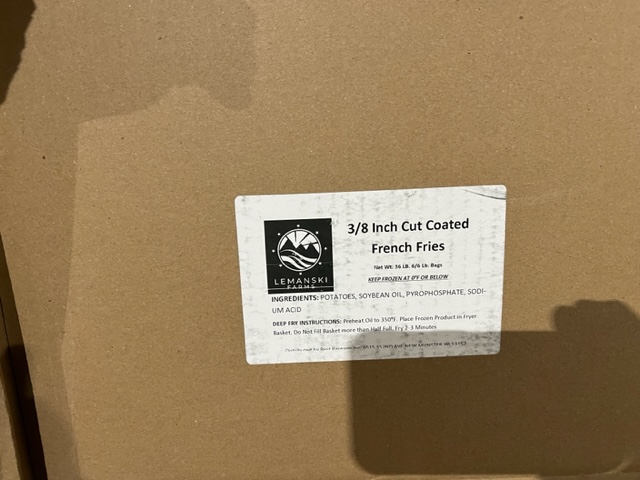 3/8 Inch Cut Coated
French Fries
Net Wt: 36 LB. 6/6 Lb. Bags
KEEP FROZEN AT 0°F OR BELOW
LEMANSKI
FARMS
INGREDIENTS: POTATOES, SOYBEAN OIL, PYROPHOSPHATE, SODI-
UM ACID
DEEP FRY INSTRUCTIONS: Preheat Oil to 350°F. Place Frozen Product in Fryer
Basket. Do Not Fill Basket more than Half Full. Fry 2-3 Minutes